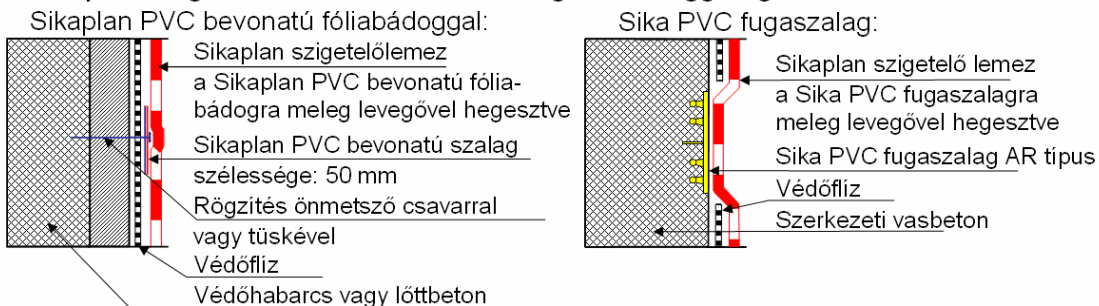 Sikaplan PVC bevonatú fóliabádoggal:
Sikaplan szigetelőlemez
a Sikaplan PVC bevonatú fólia-
bádogra meleg levegővel hegesztve
Sikaplan PVC bevonatú szalag
szélessége: 50 mm
Rögzítés önmetsző csavarral
vagy tüskével
Védőflíz
Védőhabarcs vagy lőttbeton
Sika PVC fugaszalag:
Sikaplan szigetelő lemez
a Sika PVC fugaszalagra
meleg levegővel hegesztve
Sika PVC fugaszalag AR típus
Védőflíz
Szerkezeti vasbeton